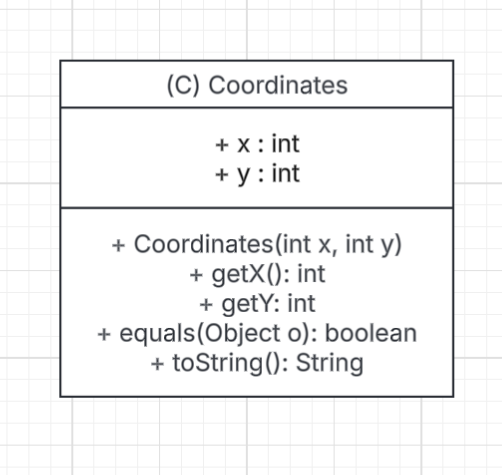 (C) Coordinates
+ x : int
+ y : int
+ Coordinates(int x, int y)
+ getX(): int
+ getY: int
+ equals(Object o): boolean
+ toString(): String